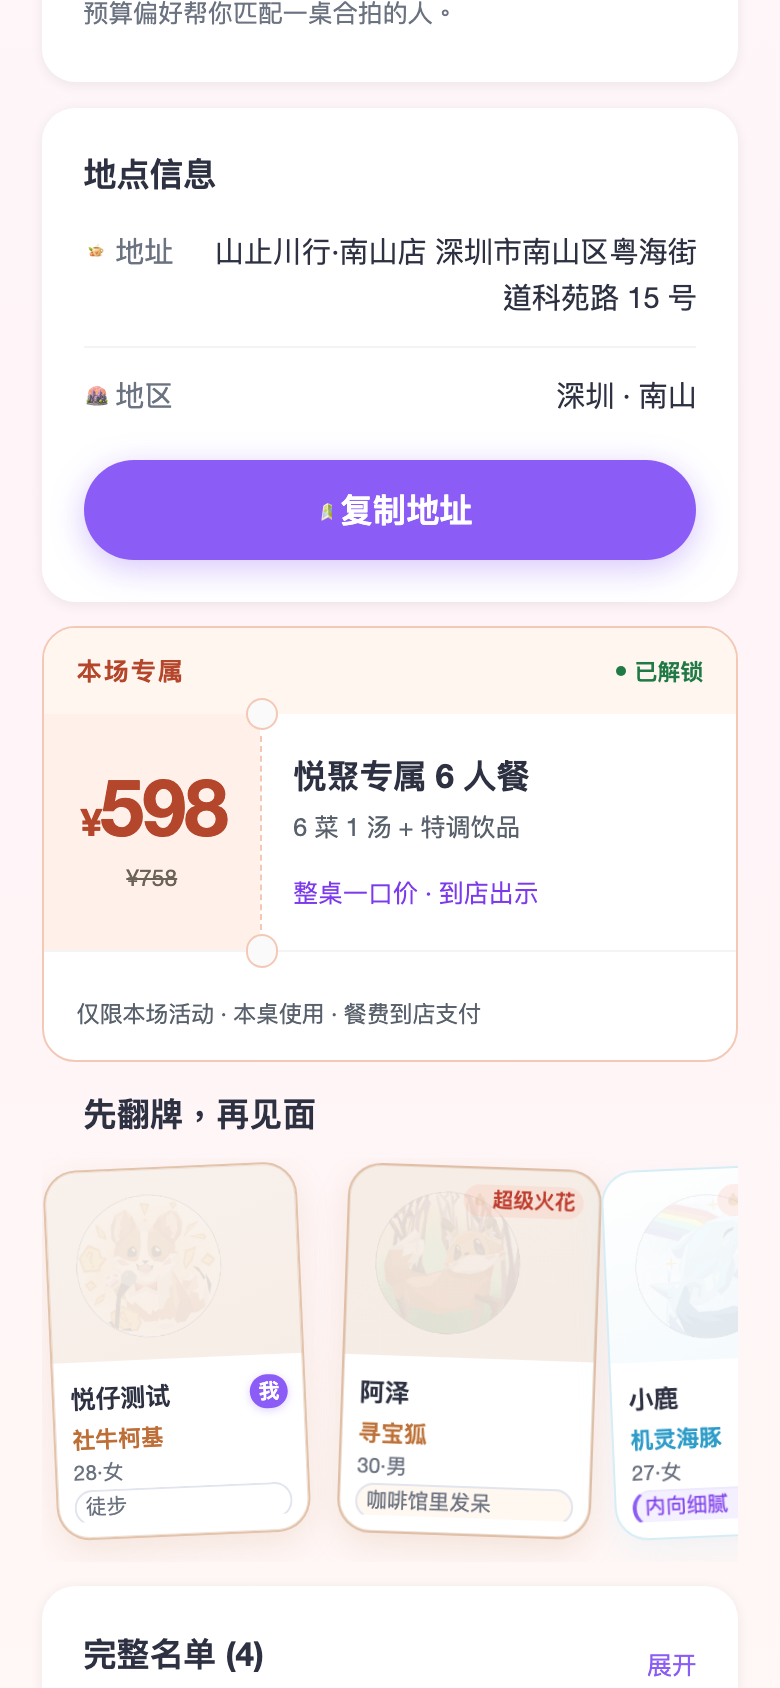 预算偏好帮你匹配一桌合拍的人。
地点信息
地址 山止川行·南山店 深圳市南山区粤海街
道科苑路 15 号
地区 深圳 · 南山
复制地址
本场专属 已解锁
¥598
¥758
悦聚专属 6 人餐
6 菜 1 汤 + 特调饮品
整桌一口价 · 到店出示
仅限本场活动 · 本桌使用 · 餐费到店支付
先翻牌，再见面
悦仔测试 我
社牛柯基
28·女
徒步
超级火花
阿泽
寻宝狐
30·男
咖啡馆里发呆
小鹿
机灵海豚
27·女
内向细腻
完整名单 (4) 展开